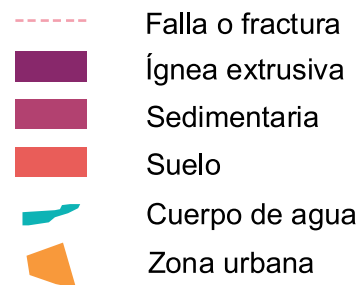 Falla o fractura
Ígnea extrusiva
Sedimentaria
Suelo
Cuerpo de agua
Zona urbana